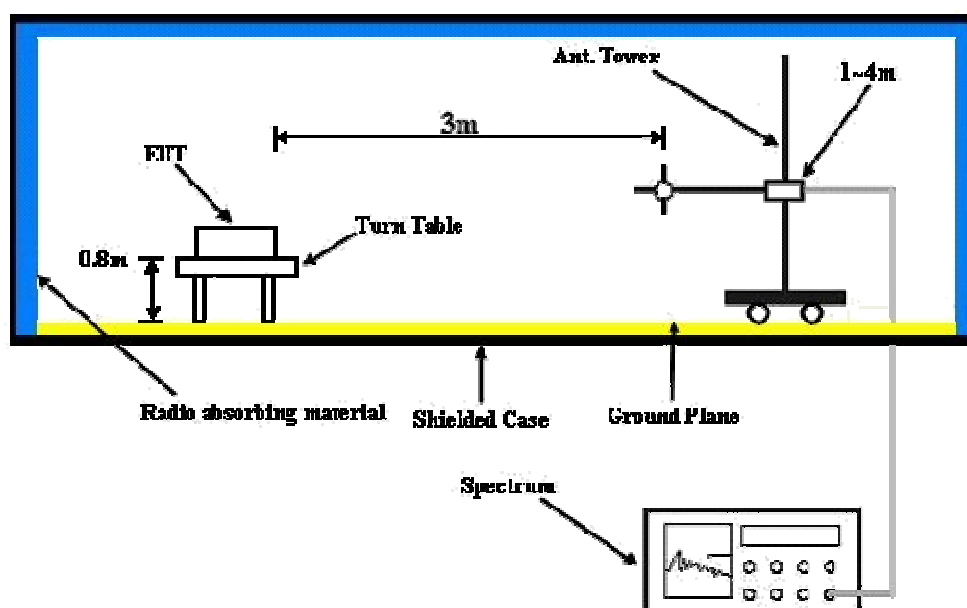 Ant. Tower
1~4m
3m
EUT
Turn Table
0.8m
Radio absorbing material
Shielded Case
Ground Plane
Spectrum